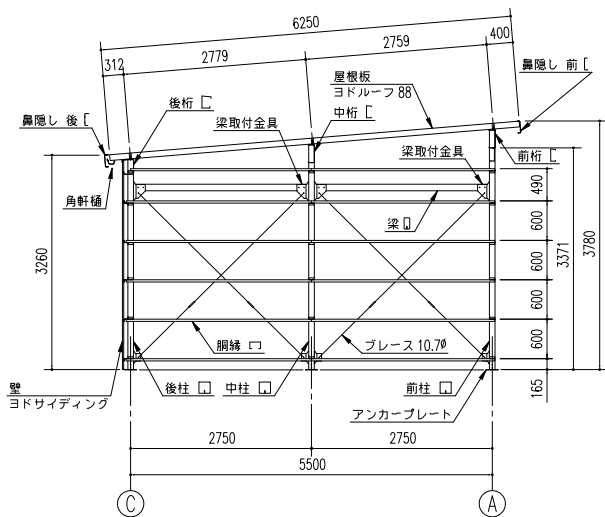 6250
312
2779
2759
400
屋根板
ヨドルーフ 88
鼻隠し 前
後桁
中桁
鼻隠し 後
梁取付金具
梁取付金具
前桁
角軒樋
梁
490
600
600
600
600
165
3260
3371
3780
胴縁
ブレース 10.7φ
壁
ヨドサイディング
後柱
中柱
前柱
アンカープレート
2750
2750
5500
C
A